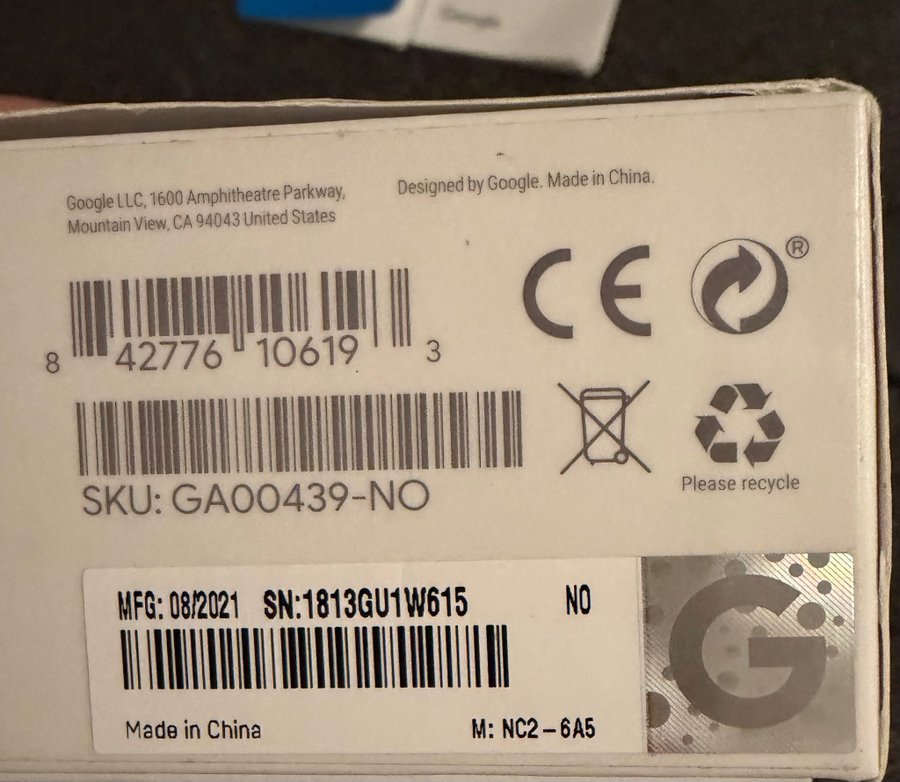 Google
Google LLC, 1600 Amphitheatre Parkway,
Mountain View, CA 94043 United States
Designed by Google. Made in China.
CE
®
8 42776 10619 3
SKU: GA00439-NO
Please recycle
MFG: 08/2021 SN:1813GU1W615 NO
Made in China M: NC2-6A5
G